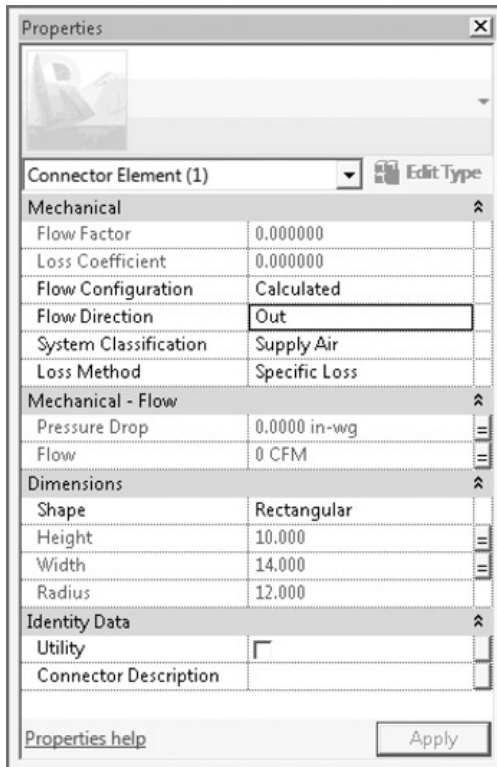 Properties
Connector Element (1) Edit Type
Mechanical
Flow Factor 0.000000
Loss Coefficient 0.000000
Flow Configuration Calculated
Flow Direction Out
System Classification Supply Air
Loss Method Specific Loss
Mechanical - Flow
Pressure Drop 0.0000 in-wg =
Flow 0 CFM =
Dimensions
Shape Rectangular
Height 10.000 =
Width 14.000 =
Radius 12.000
Identity Data
Utility
Connector Description
Properties help Apply